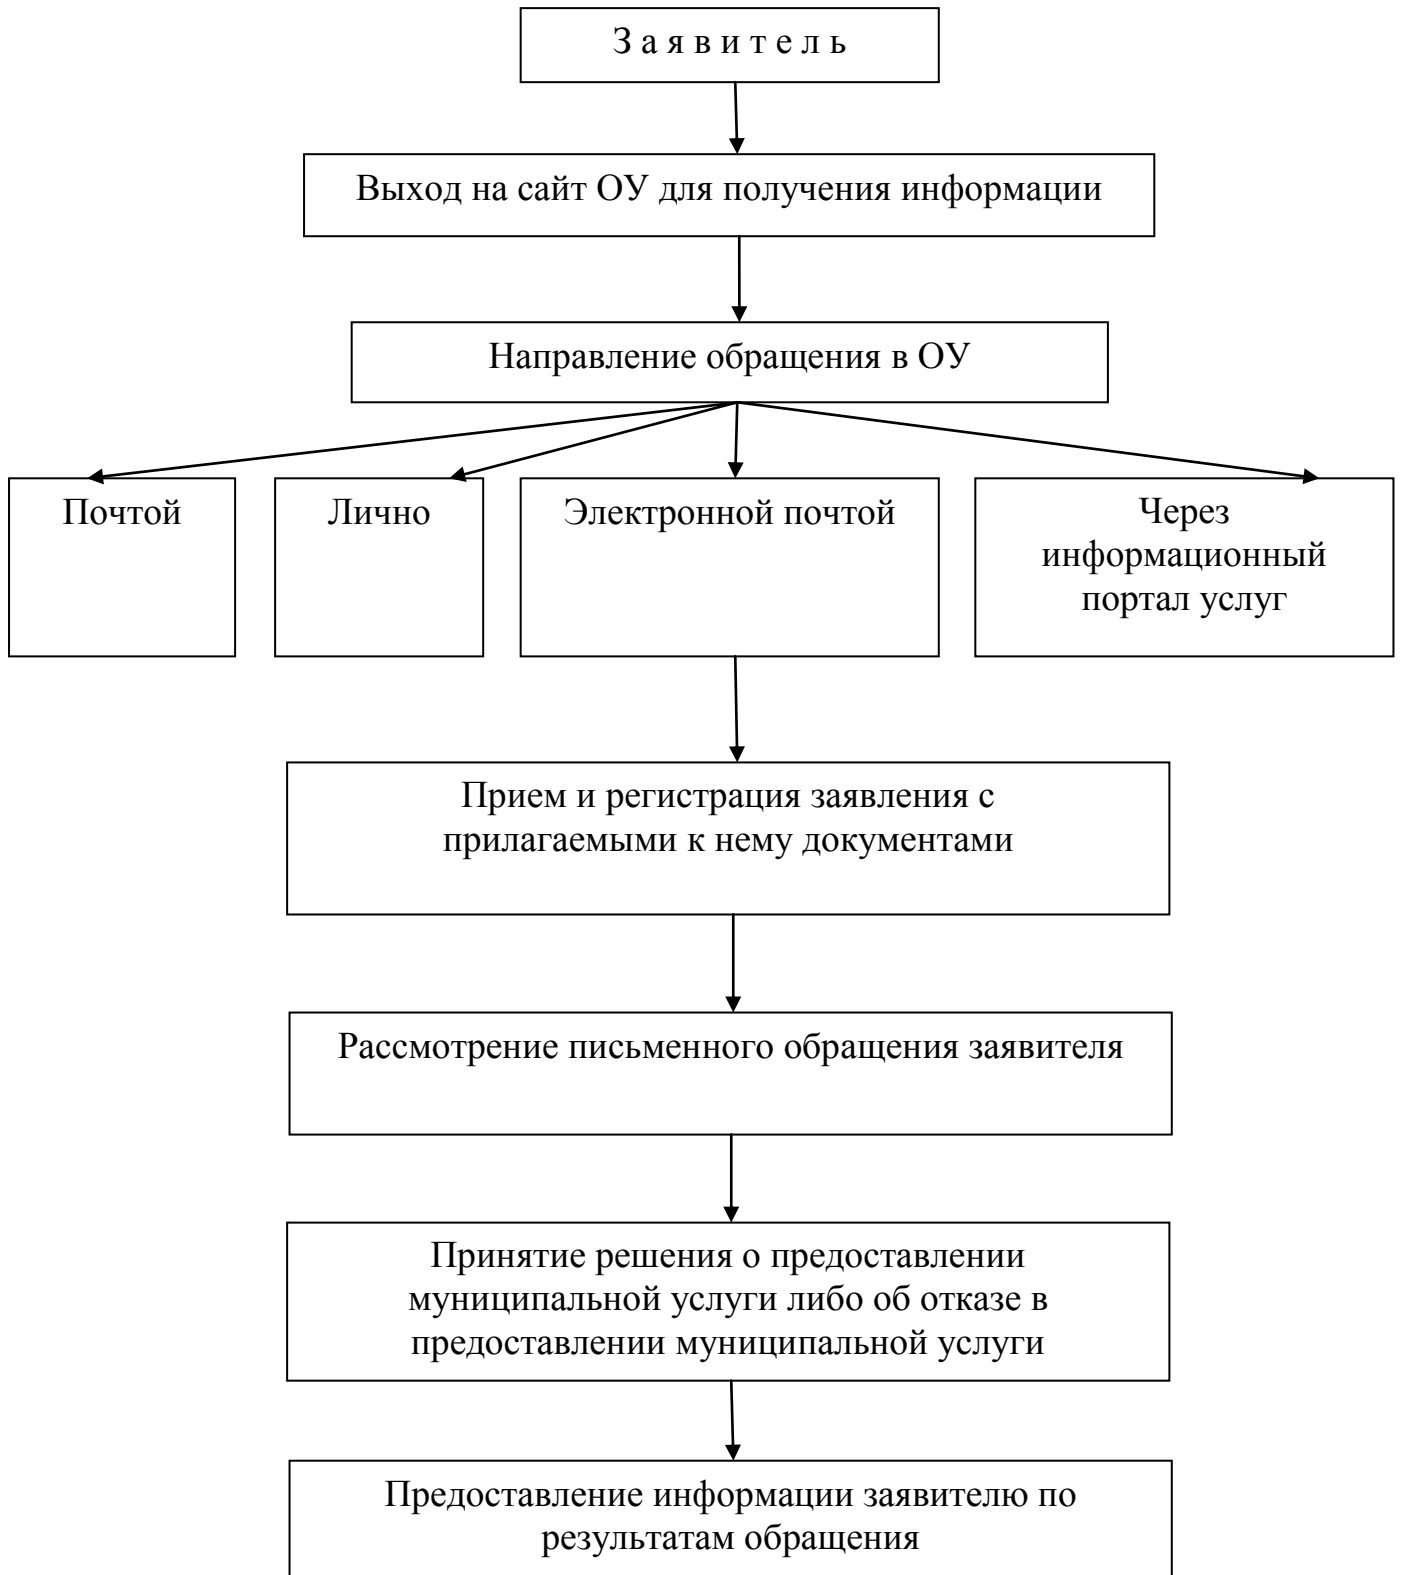 З а я в и т е л ь
Выход на сайт ОУ для получения информации
Направление обращения в ОУ
Почтой
Лично
Электронной почтой
Через
информационный
портал услуг
Прием и регистрация заявления с
прилагаемыми к нему документами
Рассмотрение письменного обращения заявителя
Принятие решения о предоставлении
муниципальной услуги либо об отказе в
предоставлении муниципальной услуги
Предоставление информации заявителю по
результатам обращения